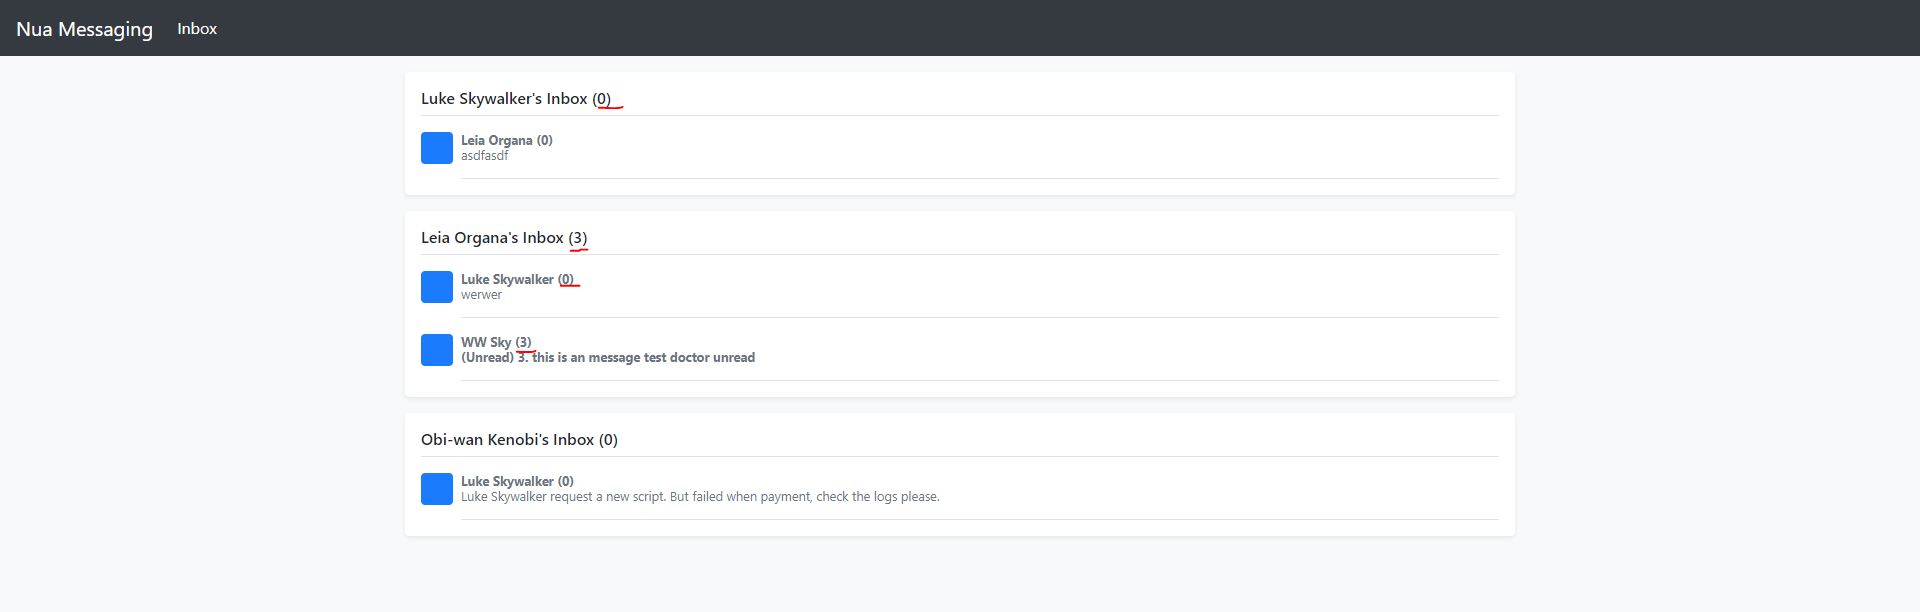 Nua Messaging Inbox
Luke Skywalker's Inbox (0)
Leia Organa (0)
asdfasdf
Leia Organa's Inbox (3)
Luke Skywalker (0)
werwer
WW Sky (3)
(Unread) 3. this is an message test doctor unread
Obi-wan Kenobi's Inbox (0)
Luke Skywalker (0)
Luke Skywalker request a new script. But failed when payment, check the logs please.